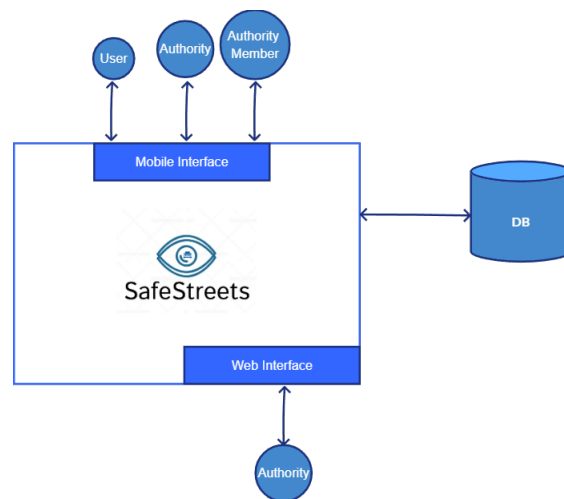 User
Authority
Authority
Member
Mobile Interface
DB
SafeStreets
Web Interface
Authority